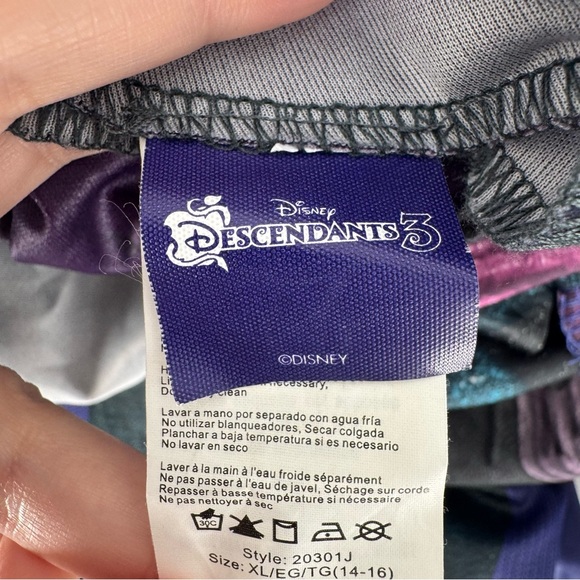 Disney
DESCENDANTS 3
©DISNEY
necessary,
clean
Lavar a mano por separado con agua fría
No utilizar blanqueadores, Secar colgada
Planchar a baja temperatura si es necesario
No lavar en seco
Laver à la main à l'eau froide séparément
Ne pas passer à l'eau de javel, Séchage sur corde
Repasser à basse température si nécessaire
Ne pas nettoyer à sec
30C
Style: 20301J
Size: XL/EG/TG(14-16)